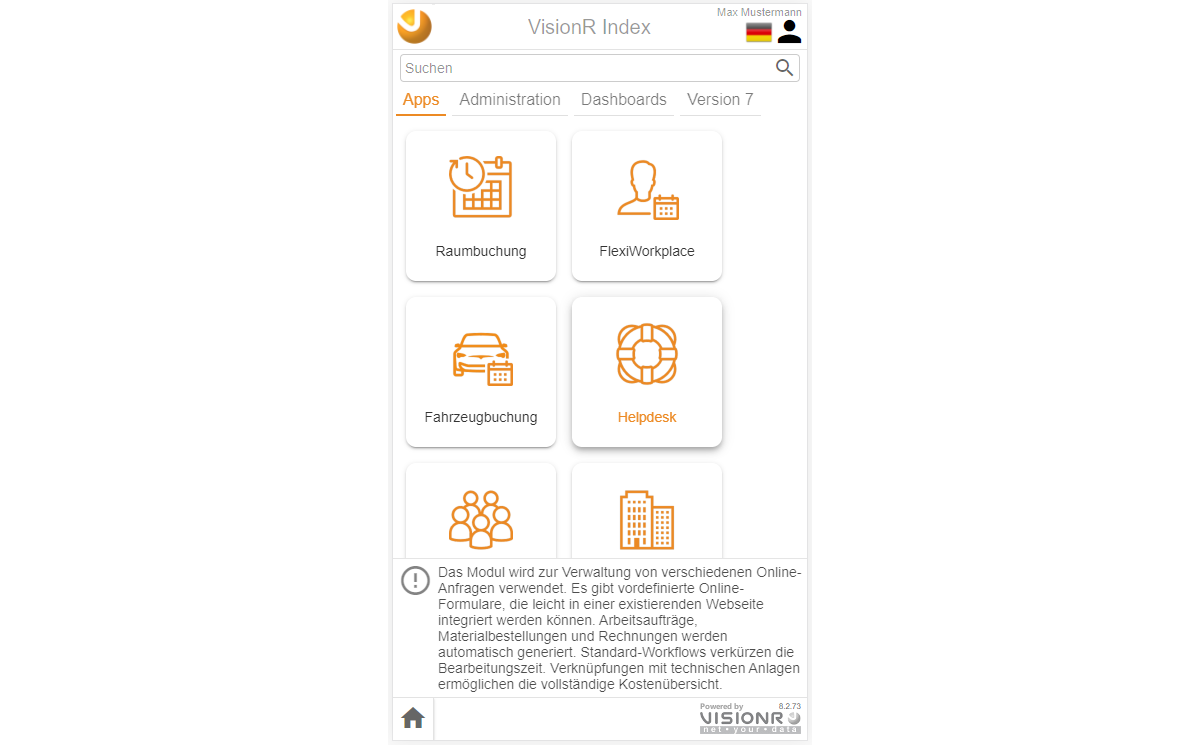 Max Mustermann
VisionR Index
Suchen
Apps Administration Dashboards Version 7
Raumbuchung FlexiWorkplace
Fahrzeugbuchung Helpdesk
Das Modul wird zur Verwaltung von verschiedenen Online-
Anfragen verwendet. Es gibt vordefinierte Online-
Formulare, die leicht in einer existierenden Webseite
integriert werden können. Arbeitsaufträge,
Materialbestellungen und Rechnungen werden
automatisch generiert. Standard-Workflows verkürzen die
Bearbeitungszeit. Verknüpfungen mit technischen Anlagen
ermöglichen die vollständige Kostenübersicht.
Powered by 8.2.73
VISIONR
net • your • data